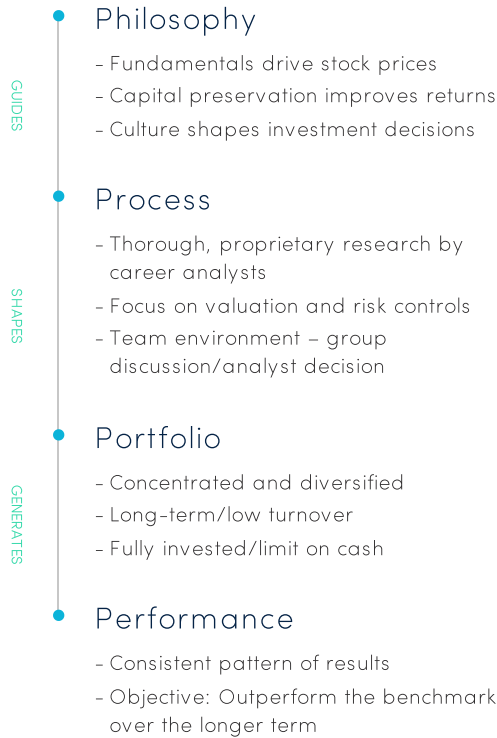 Philosophy
- Fundamentals drive stock prices
- Capital preservation improves returns
- Culture shapes investment decisions
GUIDES
Process
- Thorough, proprietary research by
career analysts
- Focus on valuation and risk controls
- Team environment – group
discussion/analyst decision
SHAPES
Portfolio
- Concentrated and diversified
- Long-term/low turnover
- Fully invested/limit on cash
GENERATES
Performance
- Consistent pattern of results
- Objective: Outperform the benchmark
over the longer term